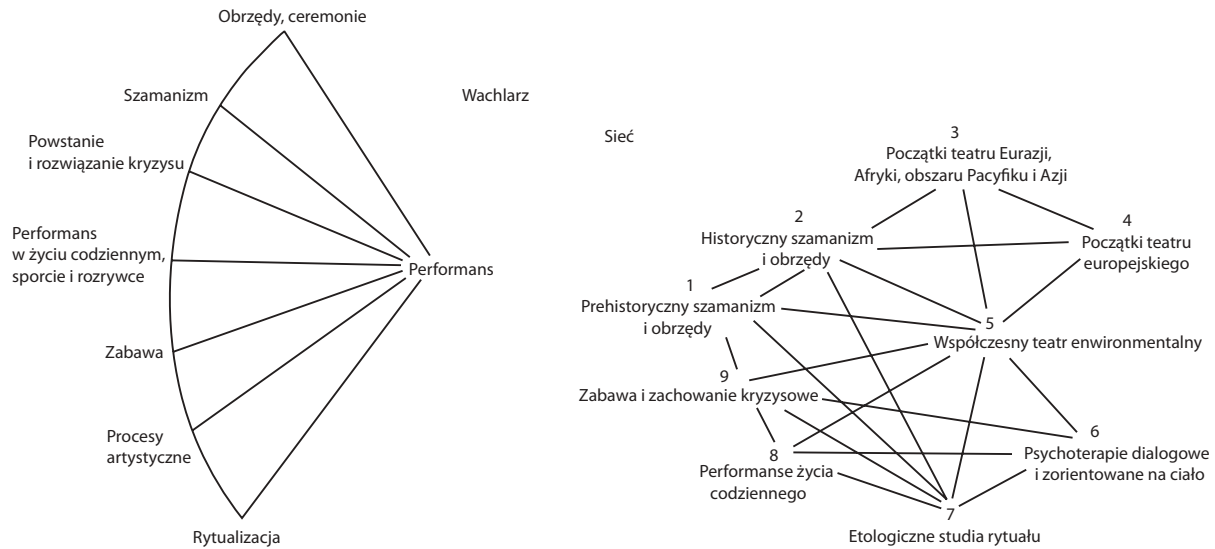 Obrzędy, ceremonie
Szamanizm
Wachlarz
Powstanie
i rozwiązanie kryzysu
Performans
w życiu codziennym,
sporcie i rozrywce
Performans
Zabawa
Procesy
artystyczne
Rytualizacja
Sieć
3
Początki teatru Eurazji,
Afryki, obszaru Pacyfiku i Azji
2
Historyczny szamanizm
i obrzędy
4
Początki teatru
europejskiego
1
Prehistoryczny szamanizm
i obrzędy
5
Współczesny teatr enwironmentalny
9
Zabawa i zachowanie kryzysowe
6
Psychoterapie dialogowe
i zorientowane na ciało
8
Performanse życia
codziennego
7
Etologiczne studia rytuału